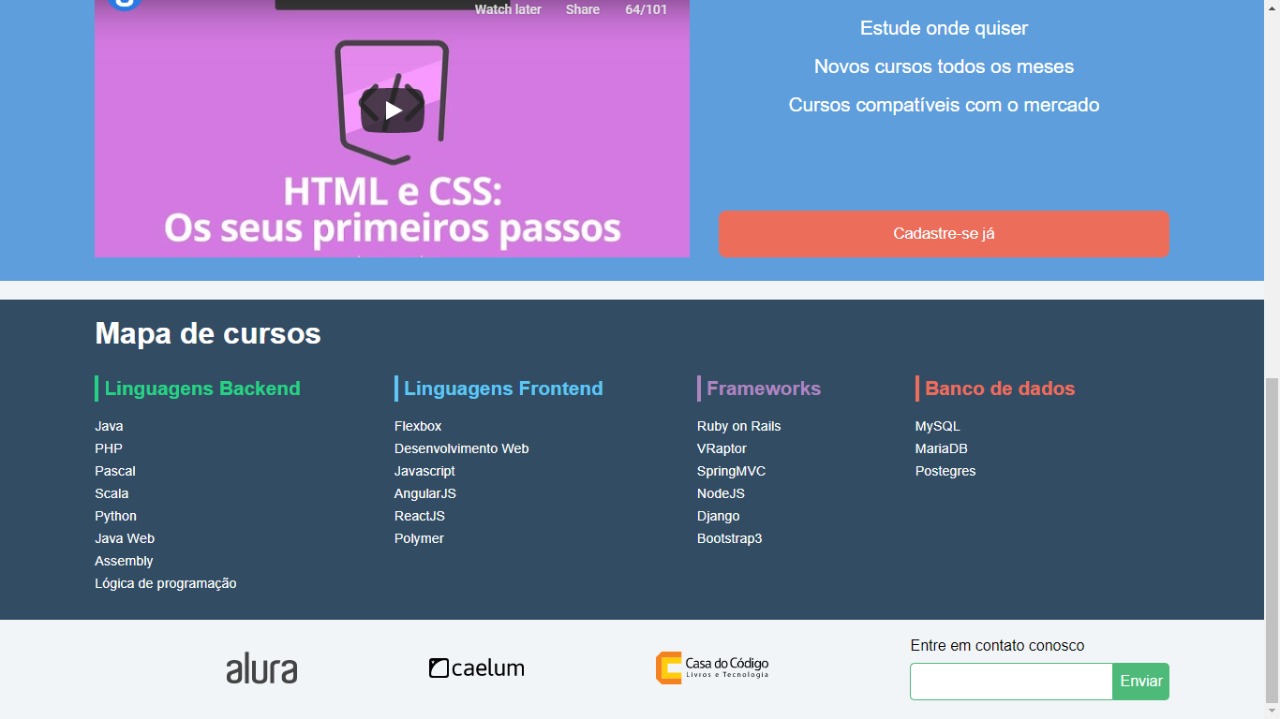 Watch later Share 64/101
HTML e CSS:
Os seus primeiros passos
Estude onde quiser
Novos cursos todos os meses
Cursos compatíveis com o mercado
Cadastre-se já
Mapa de cursos
Linguagens Backend
Java
PHP
Pascal
Scala
Python
Java Web
Assembly
Lógica de programação
Linguagens Frontend
Flexbox
Desenvolvimento Web
Javascript
AngularJS
ReactJS
Polymer
Frameworks
Ruby on Rails
VRaptor
SpringMVC
NodeJS
Django
Bootstrap3
Banco de dados
MySQL
MariaDB
Postegres
alura
caelum
Casa do Código
Livros e Tecnologia
Entre em contato conosco
Enviar